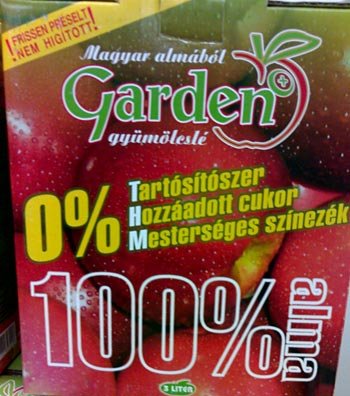 FRISSEN PRÉSELT!
NEM HIGÍTOTT!
Magyar almából
Garden
gyümölcslé
0%
Tartósítószer
Hozzáadott cukor
Mesterséges színezék
100%
alma
3 LITER